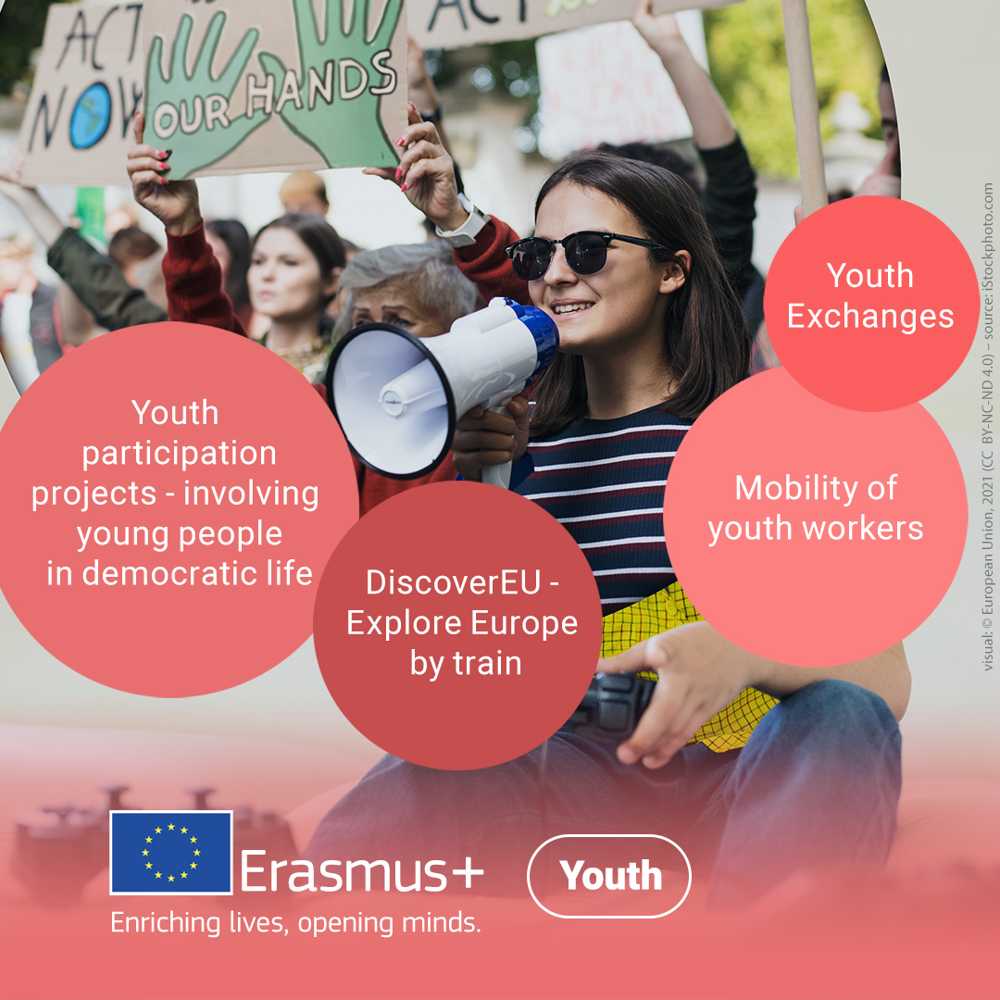 ACT
NOW
OUR HANDS
ACT
Youth
Exchanges
Youth
participation
projects - involving
young people
in democratic life
Mobility of
youth workers
DiscoverEU -
Explore Europe
by train
Erasmus+
Youth
Enriching lives, opening minds.
visual: © European Union, 2021 (CC BY-NC-ND 4.0) – source: iStockphoto.com